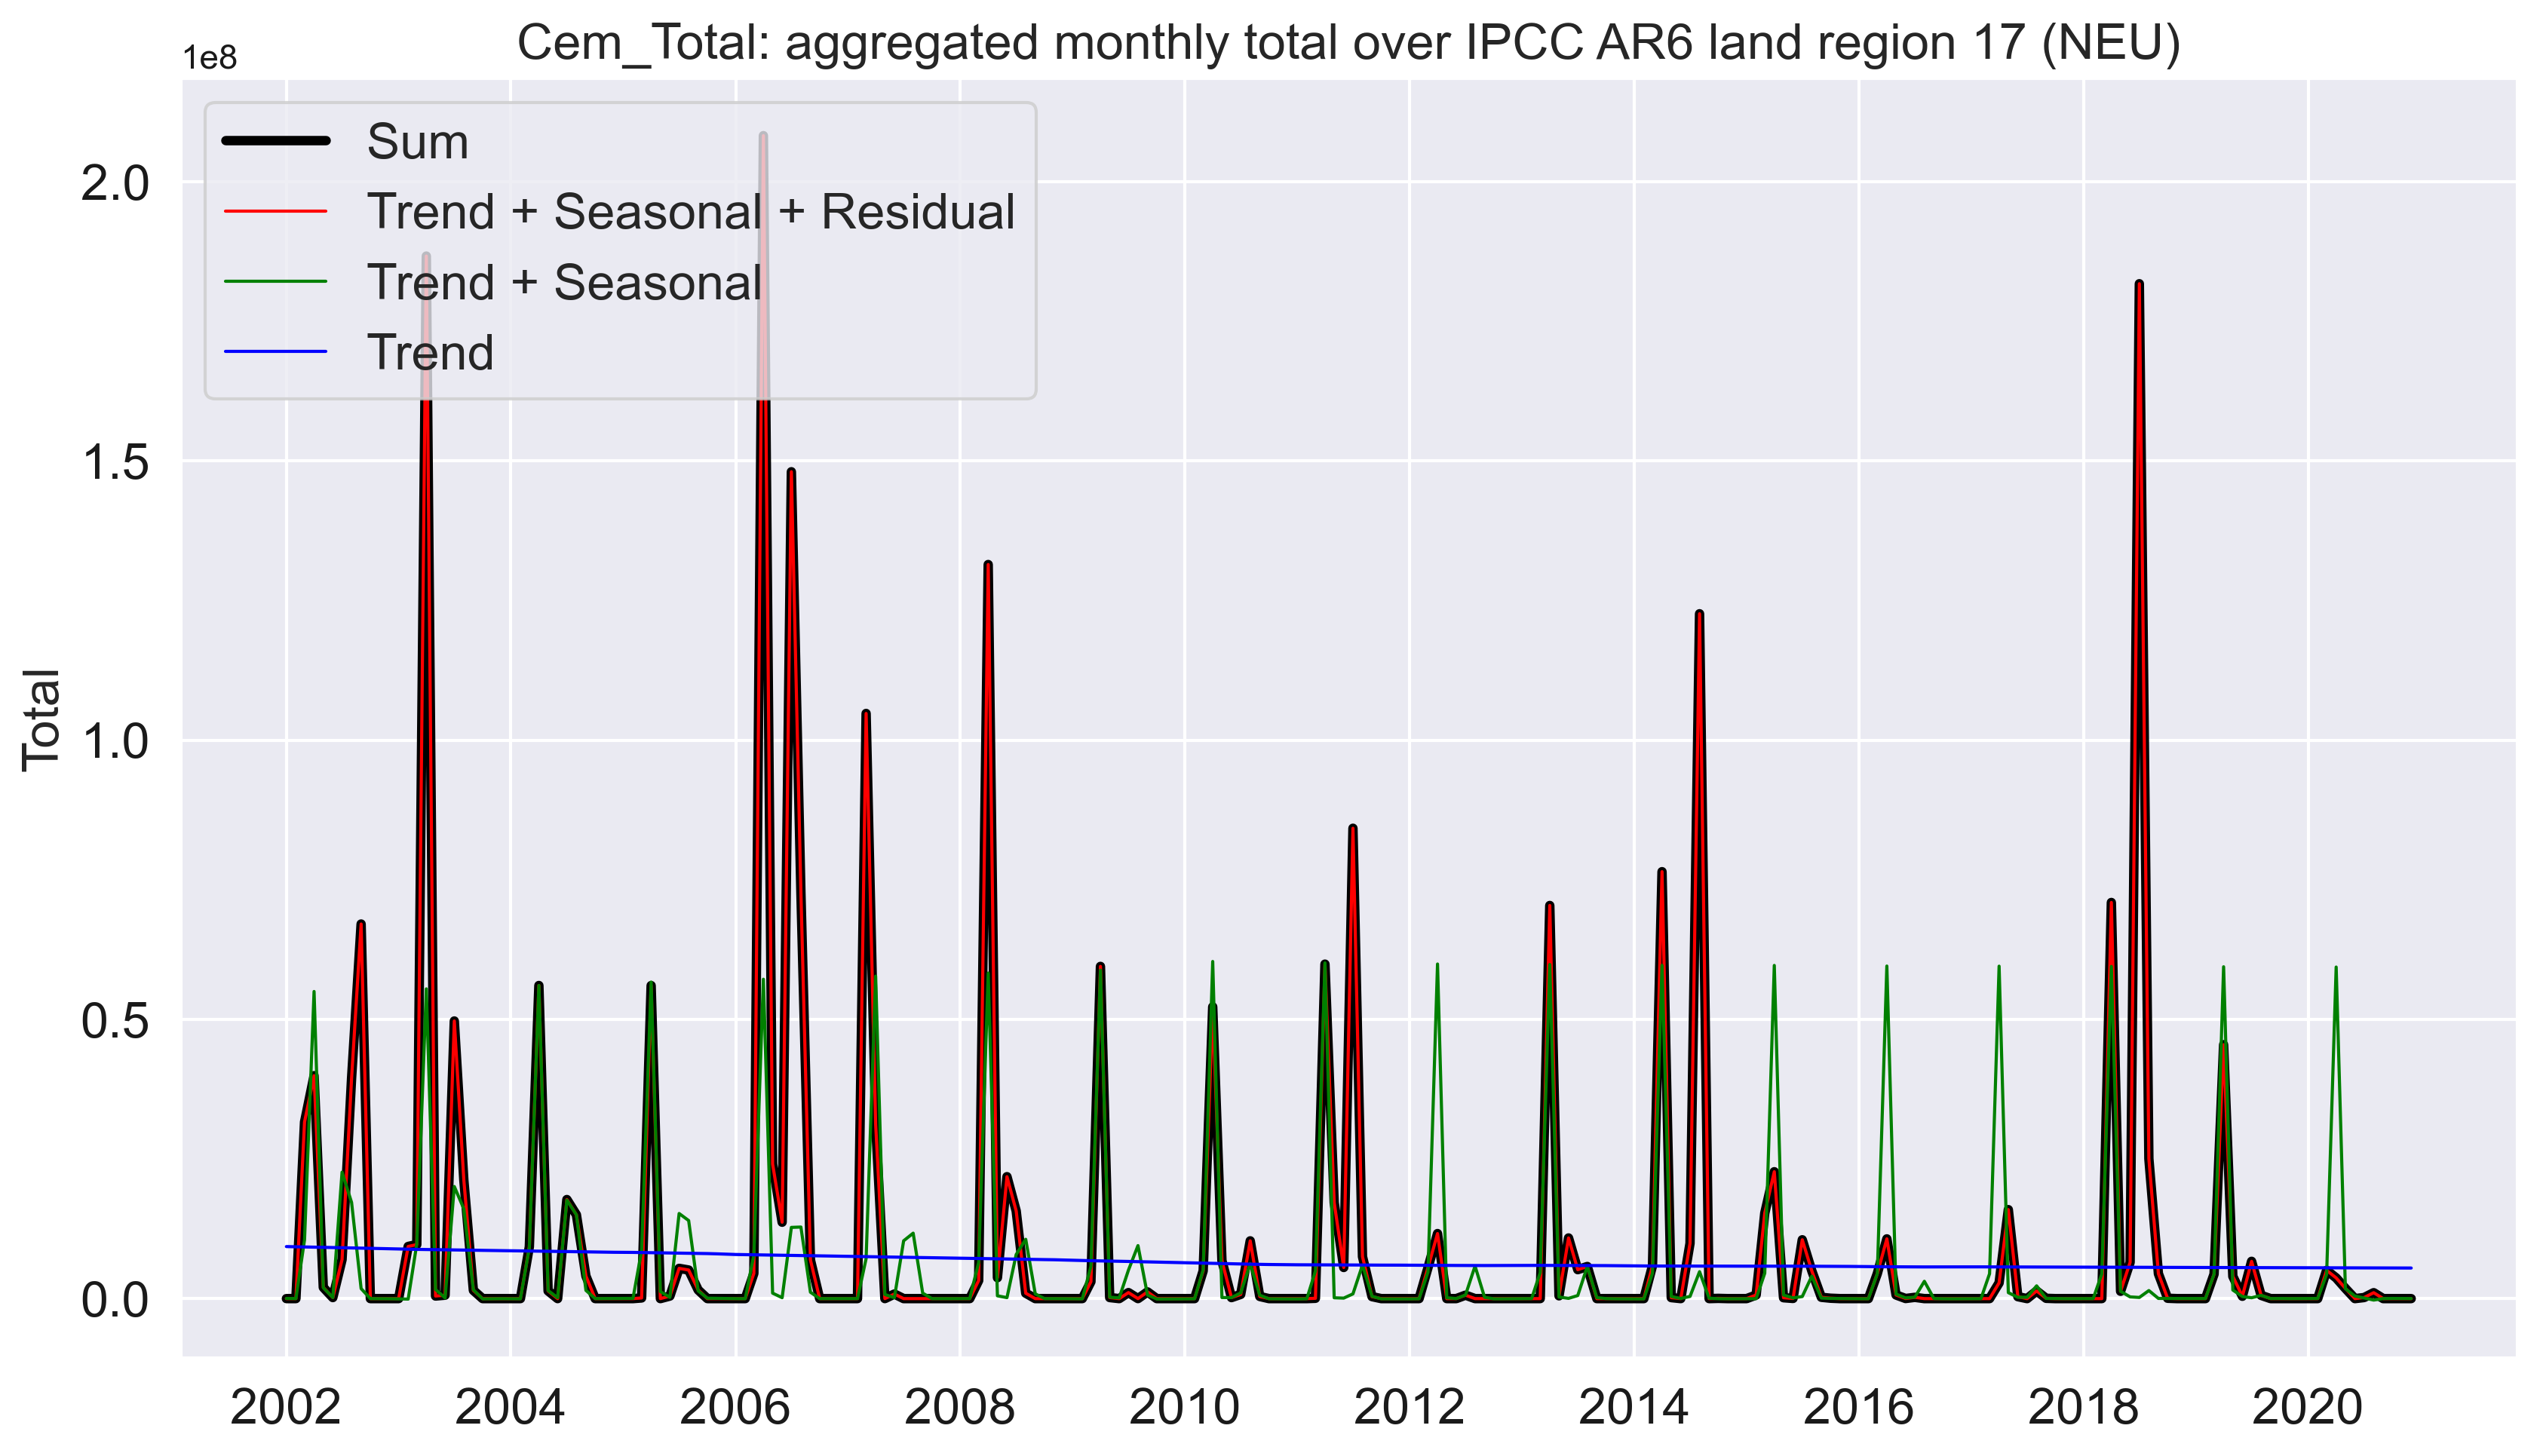 Cem_Total: aggregated monthly total over IPCC AR6 land region 17 (NEU)
1e8
Sum
Trend + Seasonal + Residual
Trend + Seasonal
Trend
2.0
1.5
1.0
0.5
0.0
Total
2002 2004 2006 2008 2010 2012 2014 2016 2018 2020